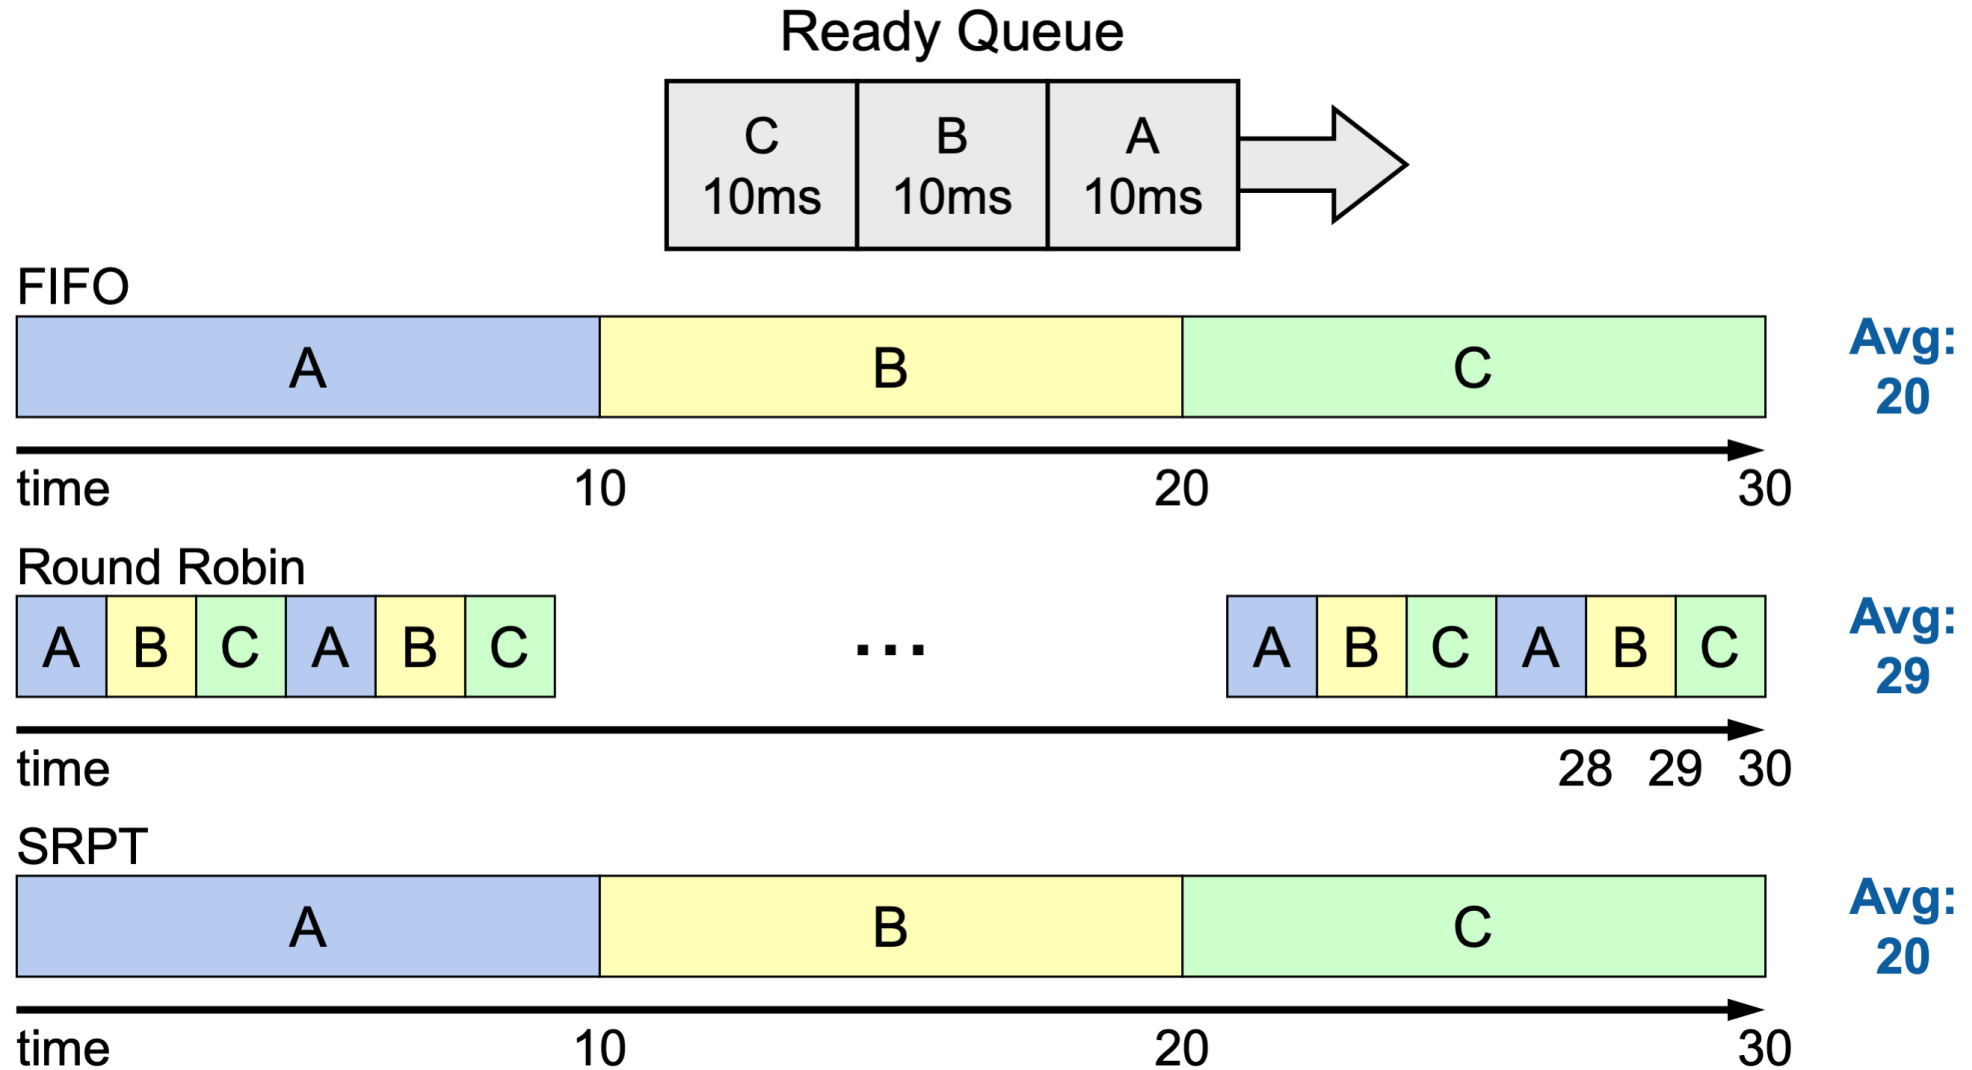 Ready Queue
C B A
10ms 10ms 10ms
FIFO
A B C
Avg:
20
time 10 20 30
Round Robin
A B C A B C ... A B C A B C
Avg:
29
time 28 29 30
SRPT
A B C
Avg:
20
time 10 20 30